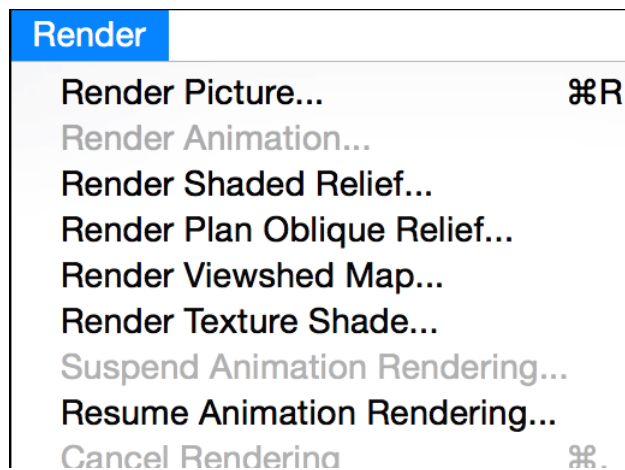 Render
Render Picture... ⌘R
Render Animation...
Render Shaded Relief...
Render Plan Oblique Relief...
Render Viewshed Map...
Render Texture Shade...
Suspend Animation Rendering...
Resume Animation Rendering...
Cancel Rendering ⌘.